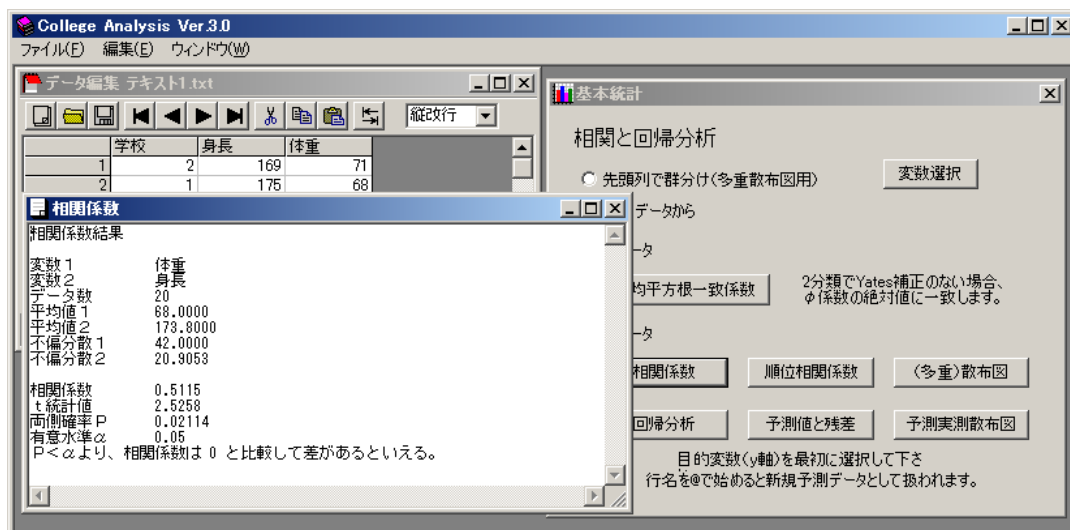 College Analysis Ver.3.0
ファイル(F) 編集(E) ウィンドウ(W)
データ編集 テキスト1.txt
縦改行
学校 身長 体重
1 2 169 71
2 1 175 68
相関係数
相関係数結果
変数1 体重
変数2 身長
データ数 20
平均値1 68.0000
平均値2 173.8000
不偏分散1 42.0000
不偏分散2 20.9053
相関係数 0.5115
t統計値 2.5258
両側確率P 0.02114
有意水準α 0.05
P<αより、相関係数は 0 と比較して差があるといえる。
基本統計
相関と回帰分析
先頭列で群分け(多重散布図用)
変数選択
データから
ータ
均平方根一致係数
2分類でYates補正のない場合、
φ係数の絶対値に一致します。
ータ
相関係数 順位相関係数 (多重)散布図
回帰分析 予測値と残差 予測実測散布図
目的変数(y軸)を最初に選択して下さ
行名を@で始めると新規予測データとして扱われます。